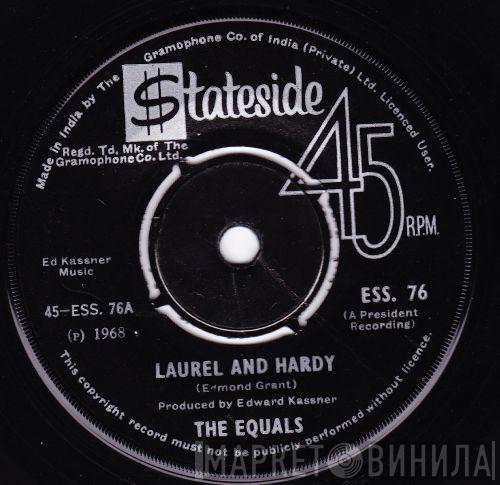 Made in India by The Gramophone Co. of India (Private) Ltd. Licenced User.
$tateside
Regd. Td. Mk. of The
Gramophone Co. Ltd.
45 R.P.M.
Ed Kassner
Music
45-ESS. 76A
(P) 1968
ESS. 76
(A President
Recording)
LAUREL AND HARDY
(Edmond Grant)
Produced by Edward Kassner
THE EQUALS
This copyright record must not be publicly performed without licence.
МАРКЕТ ВИНИЛА